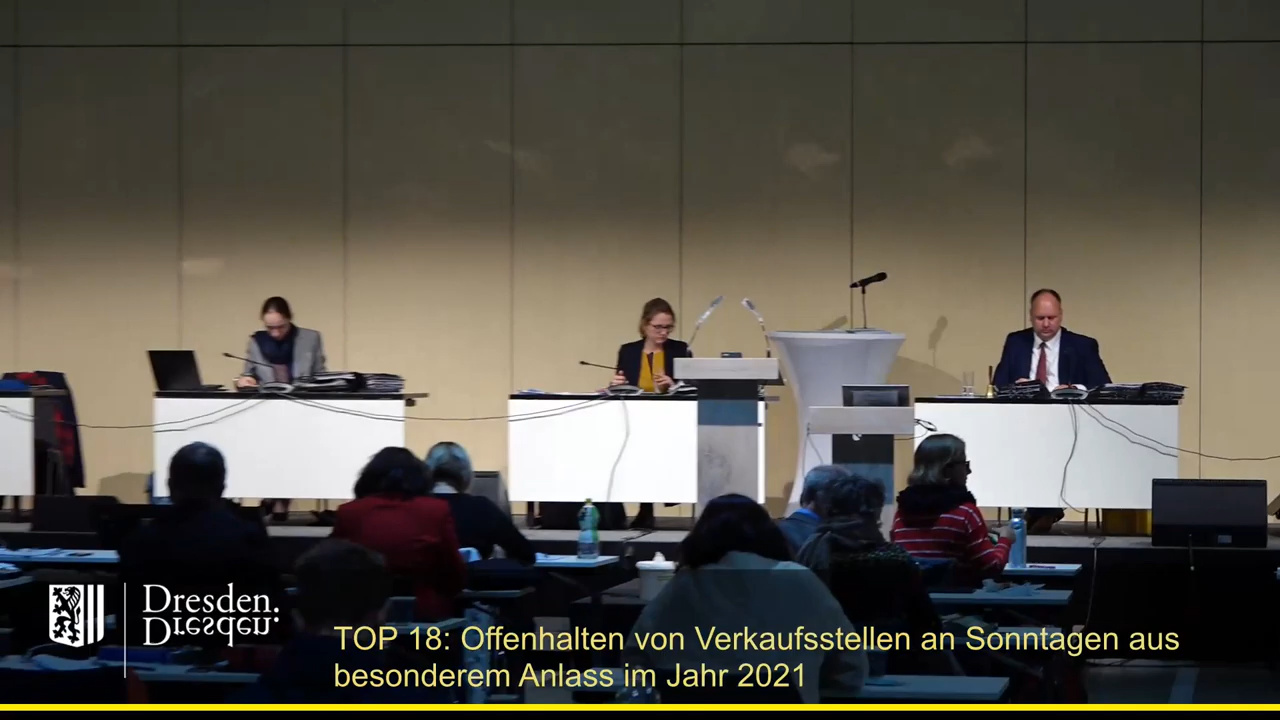 Dresden.
Dresden.
TOP 18: Offenhalten von Verkaufsstellen an Sonntagen aus
besonderem Anlass im Jahr 2021